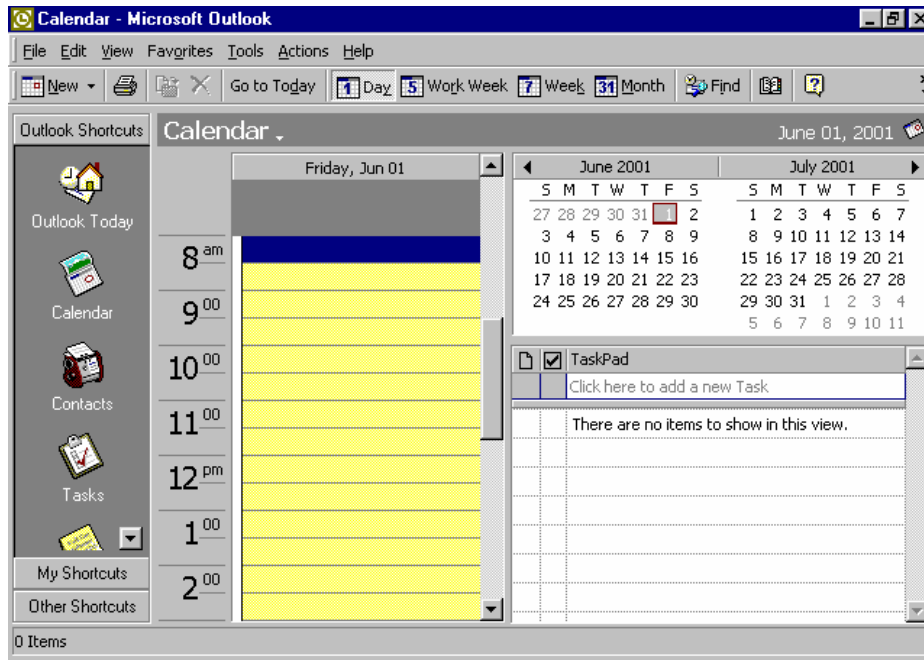 Calendar - Microsoft Outlook
File Edit View Favorites Tools Actions Help
New Go to Today 1 Day 5 Work Week 7 Week 31 Month Find
Outlook Shortcuts
Calendar
June 01, 2001
Outlook Today
Calendar
Contacts
Tasks
My Shortcuts
Other Shortcuts
Friday, Jun 01
8 am
9 00
10 00
11 00
12 pm
1 00
2 00
June 2001
S M T W T F S
27 28 29 30 31 1 2
3 4 5 6 7 8 9
10 11 12 13 14 15 16
17 18 19 20 21 22 23
24 25 26 27 28 29 30
July 2001
S M T W T F S
1 2 3 4 5 6 7
8 9 10 11 12 13 14
15 16 17 18 19 20 21
22 23 24 25 26 27 28
29 30 31 1 2 3 4
5 6 7 8 9 10 11
TaskPad
Click here to add a new Task
There are no items to show in this view.
0 Items